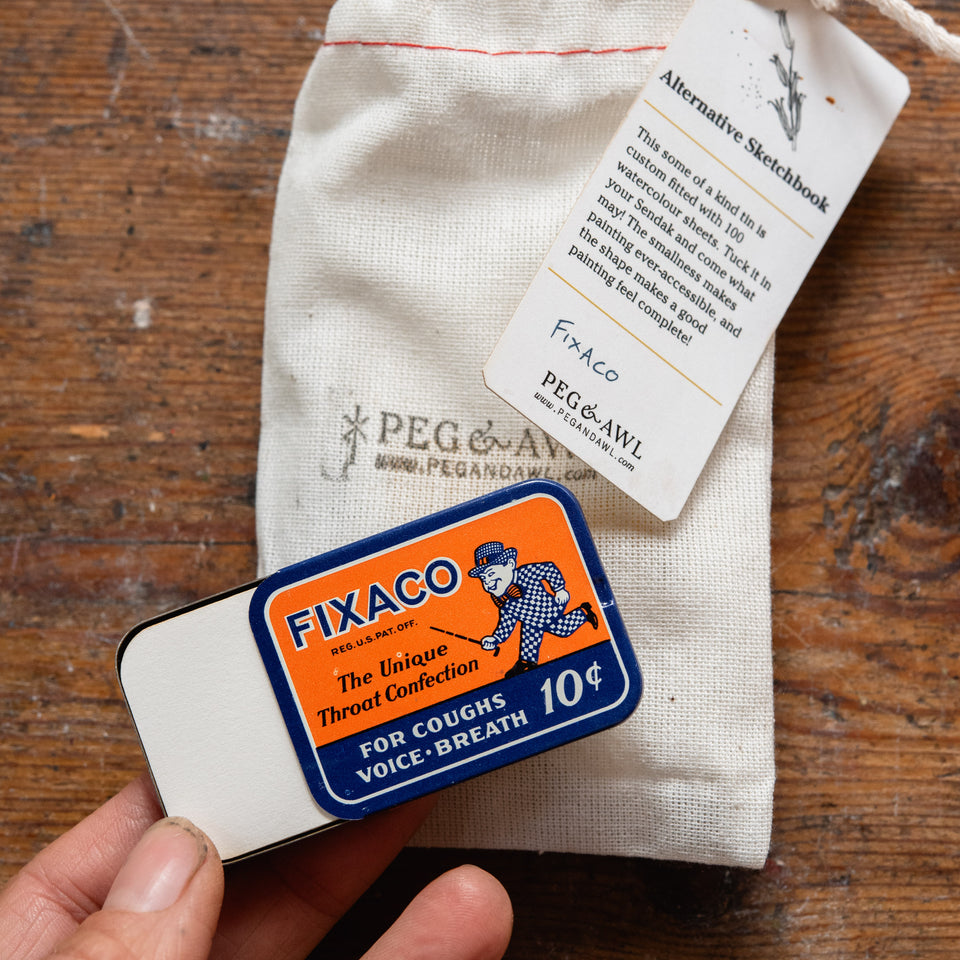 Alternative Sketchbook
This some of a kind tin is
custom fitted with 100
watercolour sheets. Tuck it in
your Sendak and come what
may! The smallness makes
painting ever-accessible, and
the shape makes a good
painting feel complete!
FIXACO
PEG & AWL
www.PEGANDAWL.com
PEG & AW
www.PEGANDAWL.com
FIXACO
REG. U.S. PAT. OFF.
The Unique
Throat Confection
FOR COUGHS
VOICE • BREATH
10¢